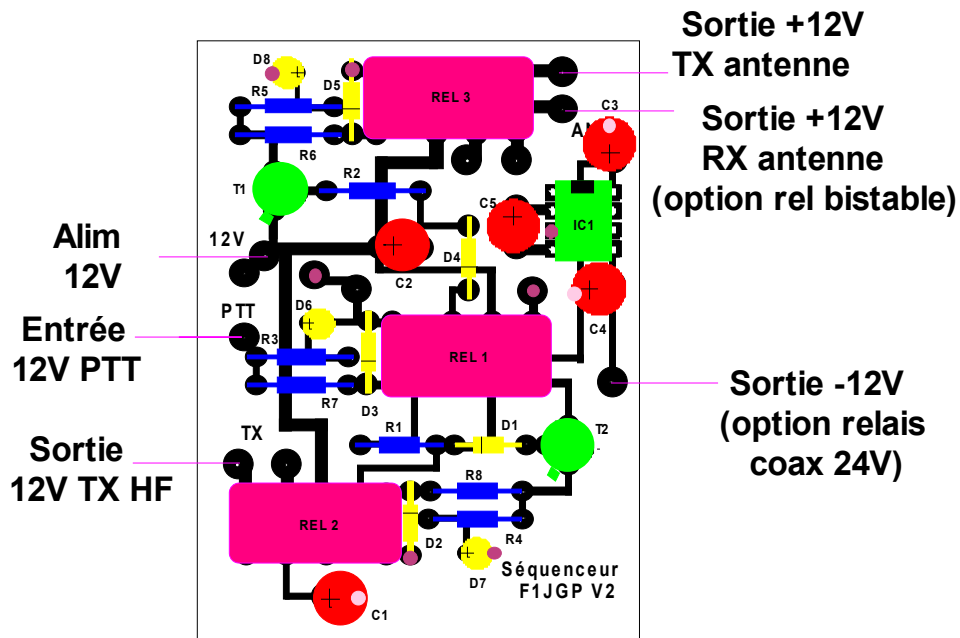 Sortie +12V
TX antenne
Sortie +12V
RX antenne
(option rel bistable)
D8
D5
R5
REL 3
C3
R6
T1
R2
C5
IC1
12V
Alim
12V
C2
D4
PTT
D6
Entrée
12V PTT
R3
R7
D3
REL 1
C4
Sortie -12V
(option relais
coax 24V)
TX
R1
D1
T2
Sortie
12V TX HF
R8
REL 2
D2
R4
D7
C1
Séquenceur
F1JGP V2